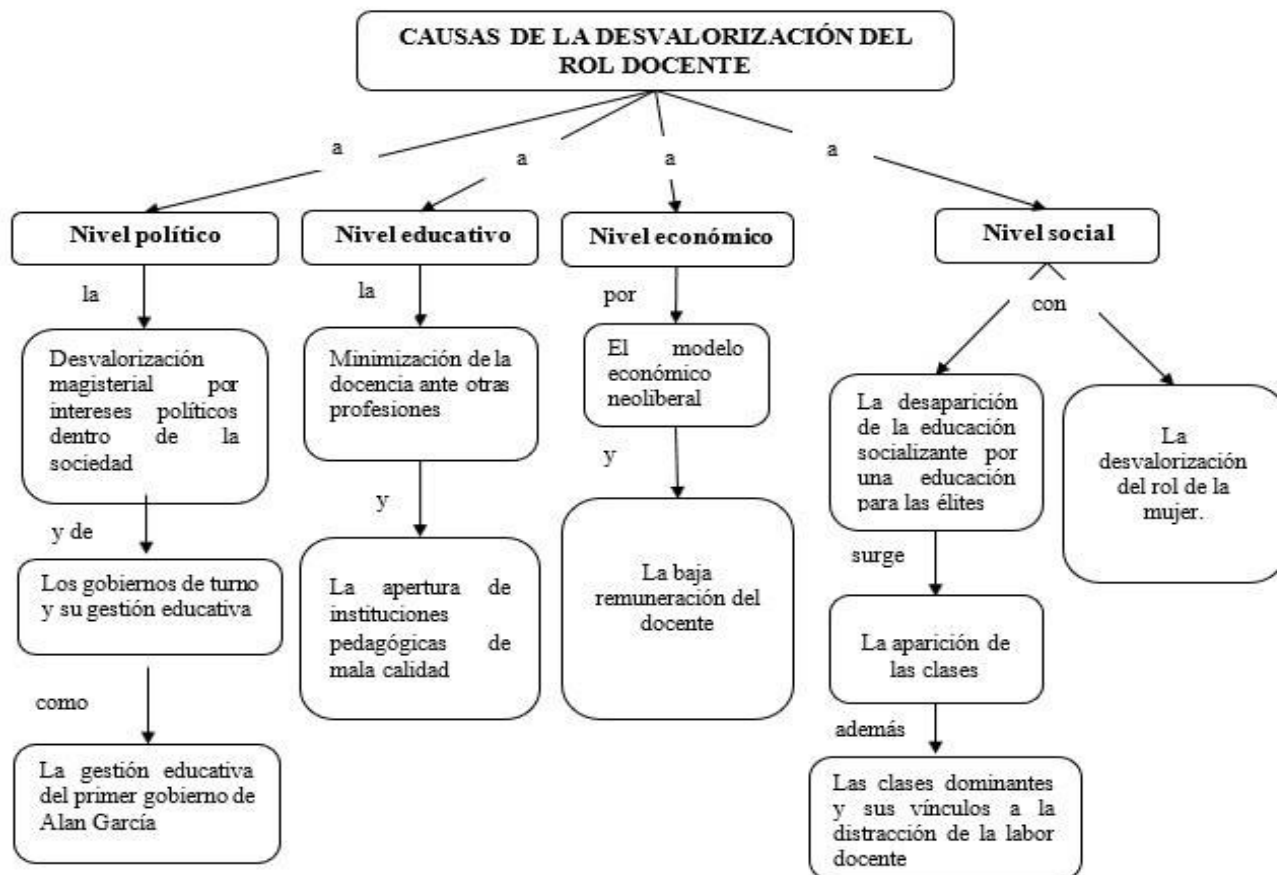 CAUSAS DE LA DESVALORIZACIÓN DEL
ROL DOCENTE
a
a
a
a
Nivel político
Nivel educativo
Nivel económico
Nivel social
la
la
por
con
Desvalorización
magisterial por
intereses políticos
dentro de la
sociedad
Minimización de la
docencia ante otras
profesiones
El modelo
económico
neoliberal
La desaparición
de la educación
socializante por
una educación
para las élites
La
desvalorización
del rol de la
mujer.
y de
y
y
surge
Los gobiernos de turno
y su gestión educativa
La apertura de
instituciones
pedagógicas de
mala calidad
La baja
remuneración del
docente
La aparición de
las clases
como
además
La gestión educativa
del primer gobierno de
Alan García
Las clases dominantes
y sus vínculos a la
distracción de la labor
docente